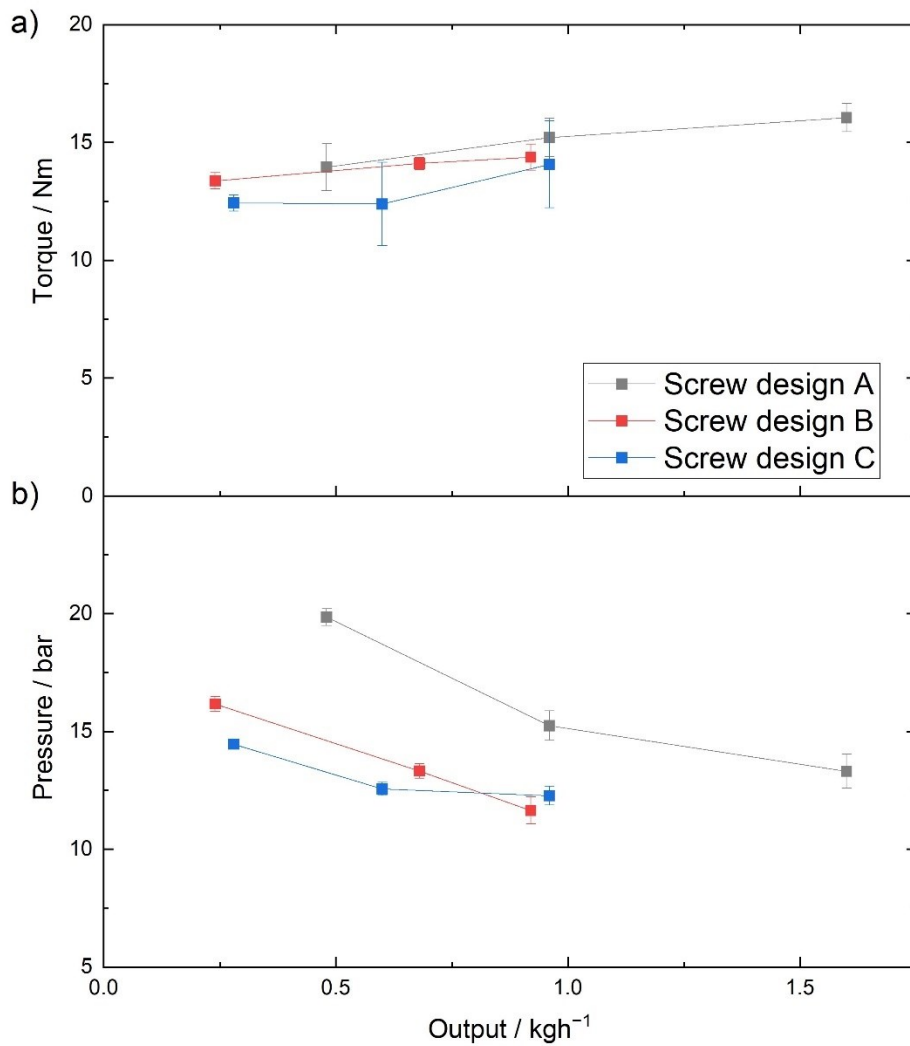 a)
20
15
10
5
0
Torque / Nm
Screw design A
Screw design B
Screw design C
b)
20
15
10
5
Pressure / bar
0.0 0.5 1.0 1.5
Output / kgh⁻¹